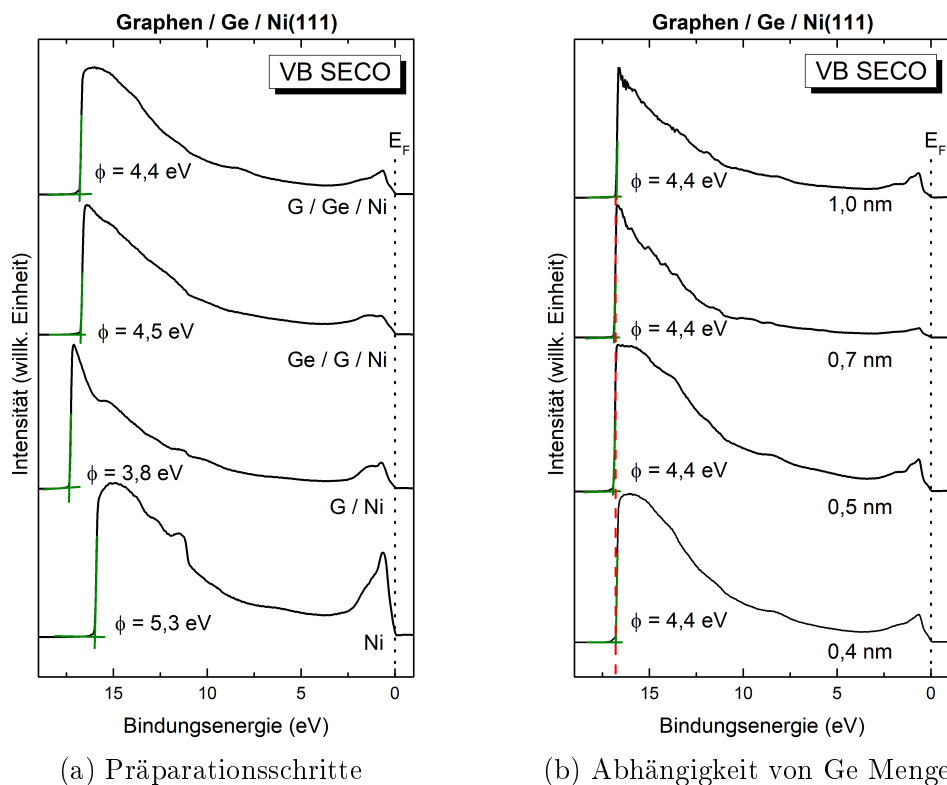 Graphen / Ge / Ni(111)
VB SECO
E_F
ϕ = 4,4 eV
G / Ge / Ni
ϕ = 4,5 eV
Ge / G / Ni
ϕ = 3,8 eV
G / Ni
ϕ = 5,3 eV
Ni
Intensität (willk. Einheit)
15 10 5 0
Bindungsenergie (eV)
(a) Präparationsschritte
Graphen / Ge / Ni(111)
VB SECO
E_F
ϕ = 4,4 eV
1,0 nm
ϕ = 4,4 eV
0,7 nm
ϕ = 4,4 eV
0,5 nm
ϕ = 4,4 eV
0,4 nm
Intensität (willk. Einheit)
15 10 5 0
Bindungsenergie (eV)
(b) Abhängigkeit von Ge Menge